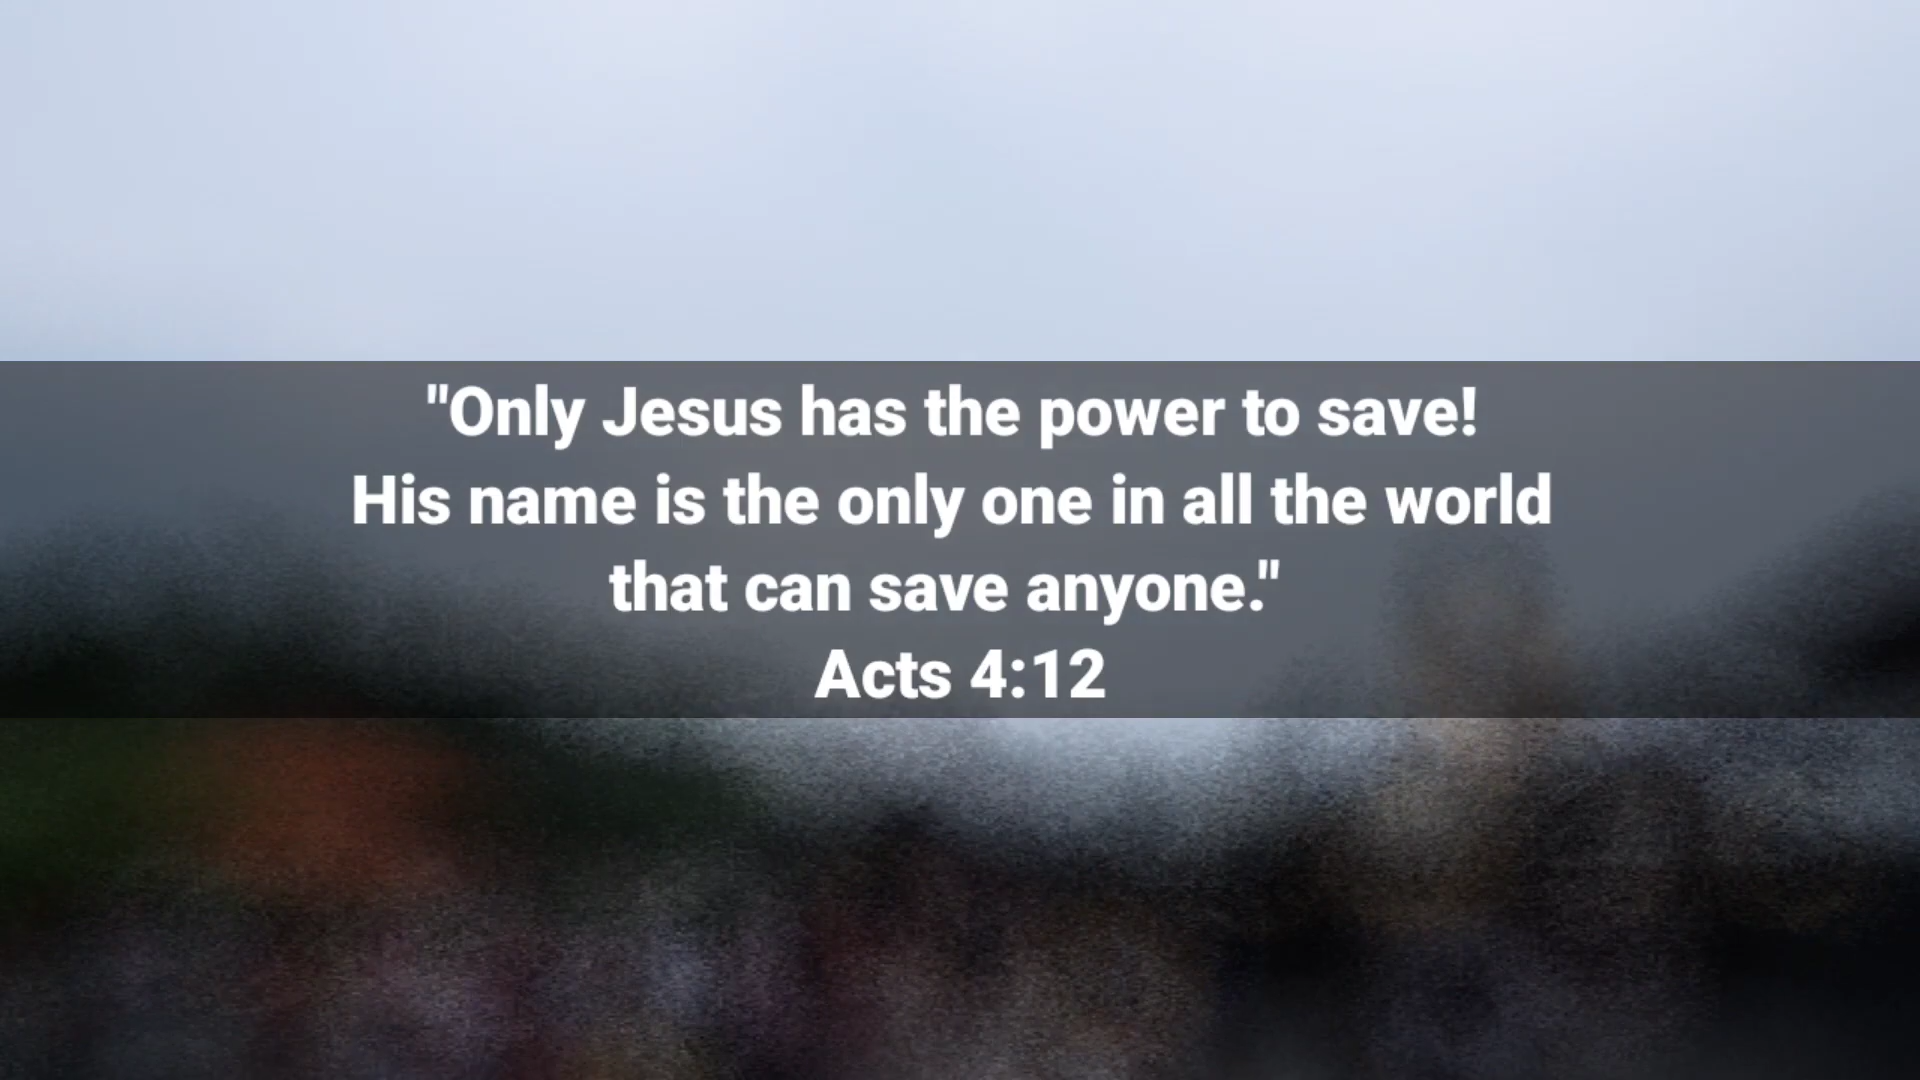 "Only Jesus has the power to save!
His name is the only one in all the world
that can save anyone."
Acts 4:12